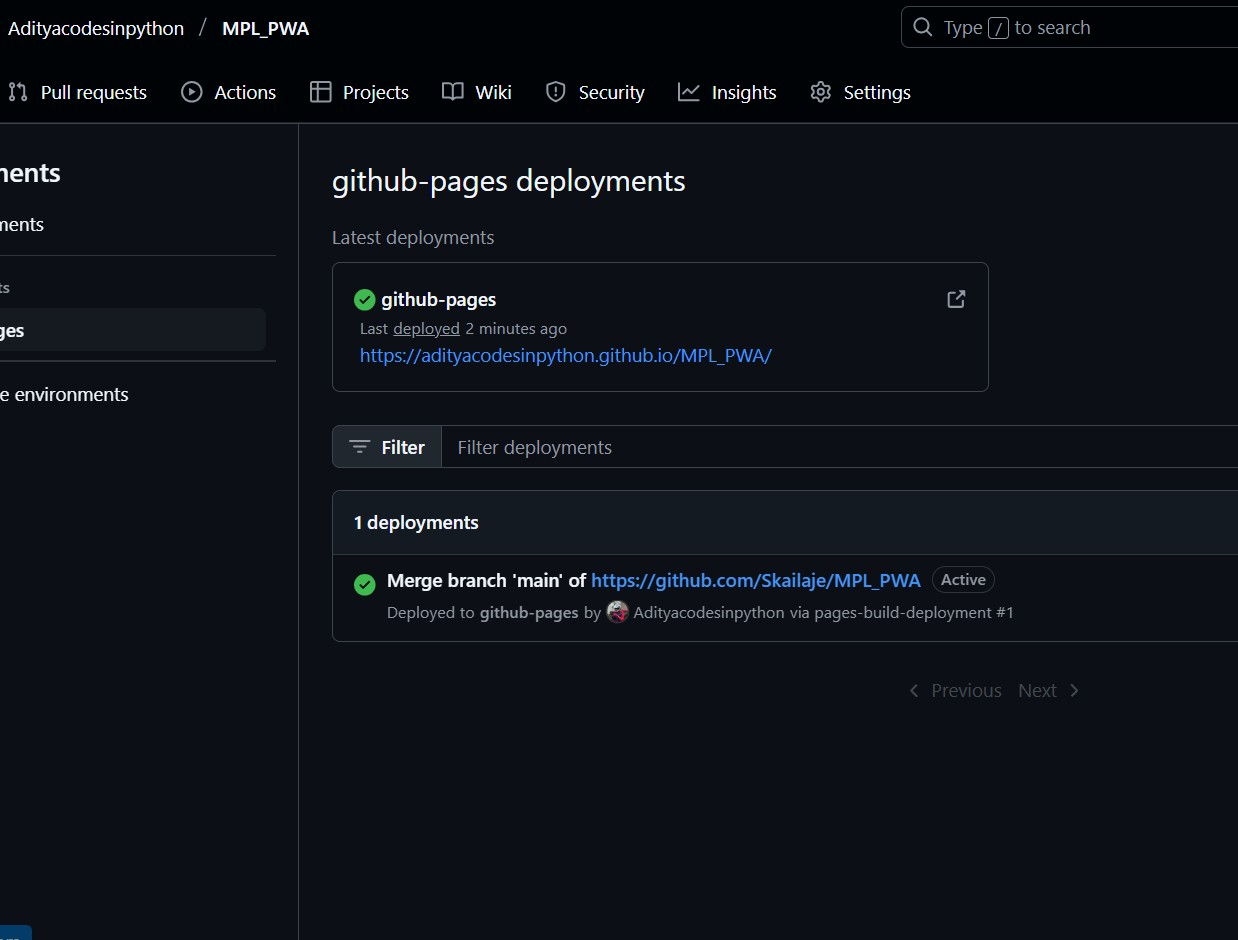 Adityacodesinpython / MPL_PWA
Type / to search
Pull requests Actions Projects Wiki Security Insights Settings
github-pages deployments
Latest deployments
github-pages
Last deployed 2 minutes ago
https://adityacodesinpython.github.io/MPL_PWA/
environments
Filter Filter deployments
1 deployments
Merge branch 'main' of https://github.com/Skailaje/MPL_PWA Active
Deployed to github-pages by Adityacodesinpython via pages-build-deployment #1
Previous Next